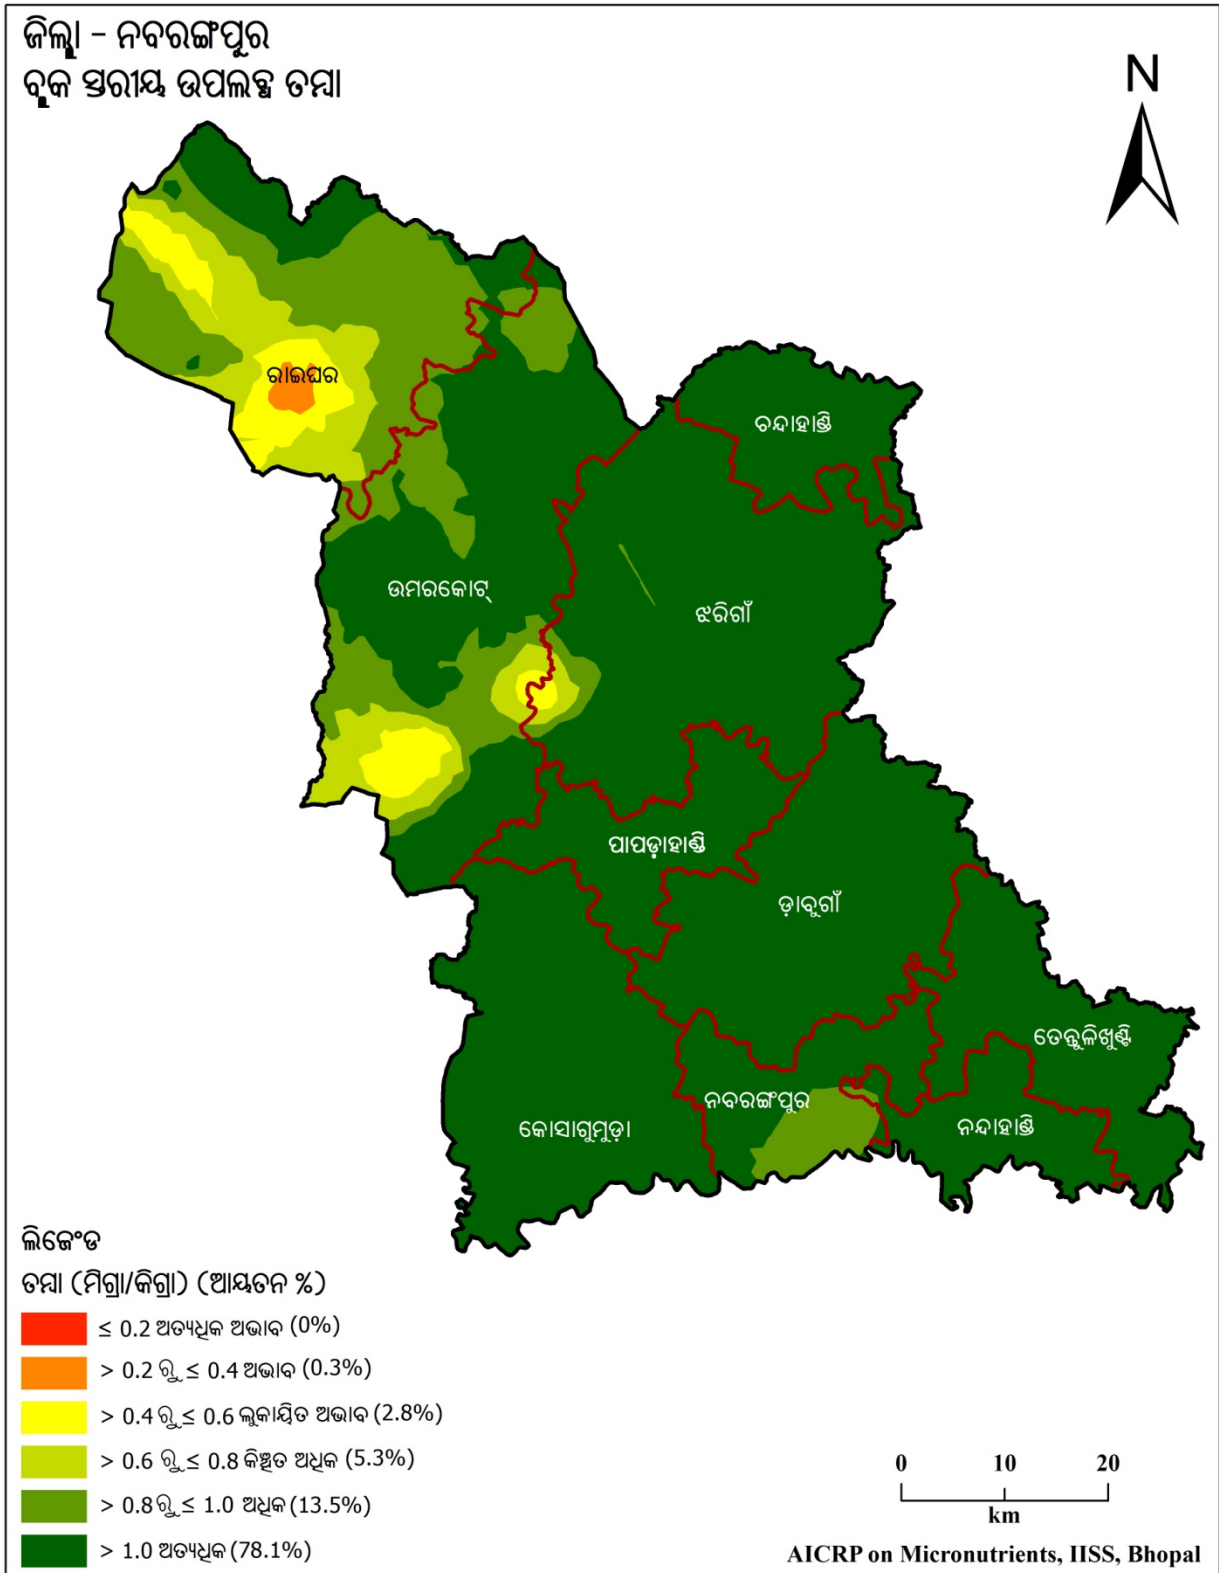 ଜିଲ୍ଲା - ନବରଙ୍ଗପୁର
ବ୍ଲକ ସ୍ତରୀୟ ଉପଲବ୍ଧ ତମ୍ବା
N
ରାଇଘର
ଚନ୍ଦାହାଣ୍ଡି
ଉମରକୋଟ୍
ଝରିଗାଁ
ପାପଡ଼ାହାଣ୍ଡି
ଡ଼ାବୁଗାଁ
ତେନ୍ତୁଳିଖୁଣ୍ଟି
ନବରଙ୍ଗପୁର
କୋସାଗୁମୁଡ଼ା
ନନ୍ଦାହାଣ୍ଡି
ଲିଜେଂଡ
ତମ୍ବା (ମିଗ୍ରା/କିଗ୍ରା) (ଆୟତନ %)
≤ 0.2 ଅତ୍ୟଧିକ ଅଭାବ (0%)
> 0.2 ରୁ ≤ 0.4 ଅଭାବ (0.3%)
> 0.4 ରୁ ≤ 0.6 ଲୁକାୟିତ ଅଭାବ (2.8%)
> 0.6 ରୁ ≤ 0.8 କିଞ୍ଚିତ ଅଧିକ (5.3%)
> 0.8 ରୁ ≤ 1.0 ଅଧିକ (13.5%)
> 1.0 ଅତ୍ୟଧିକ (78.1%)
0 10 20
km
AICRP on Micronutrients, IISS, Bhopal